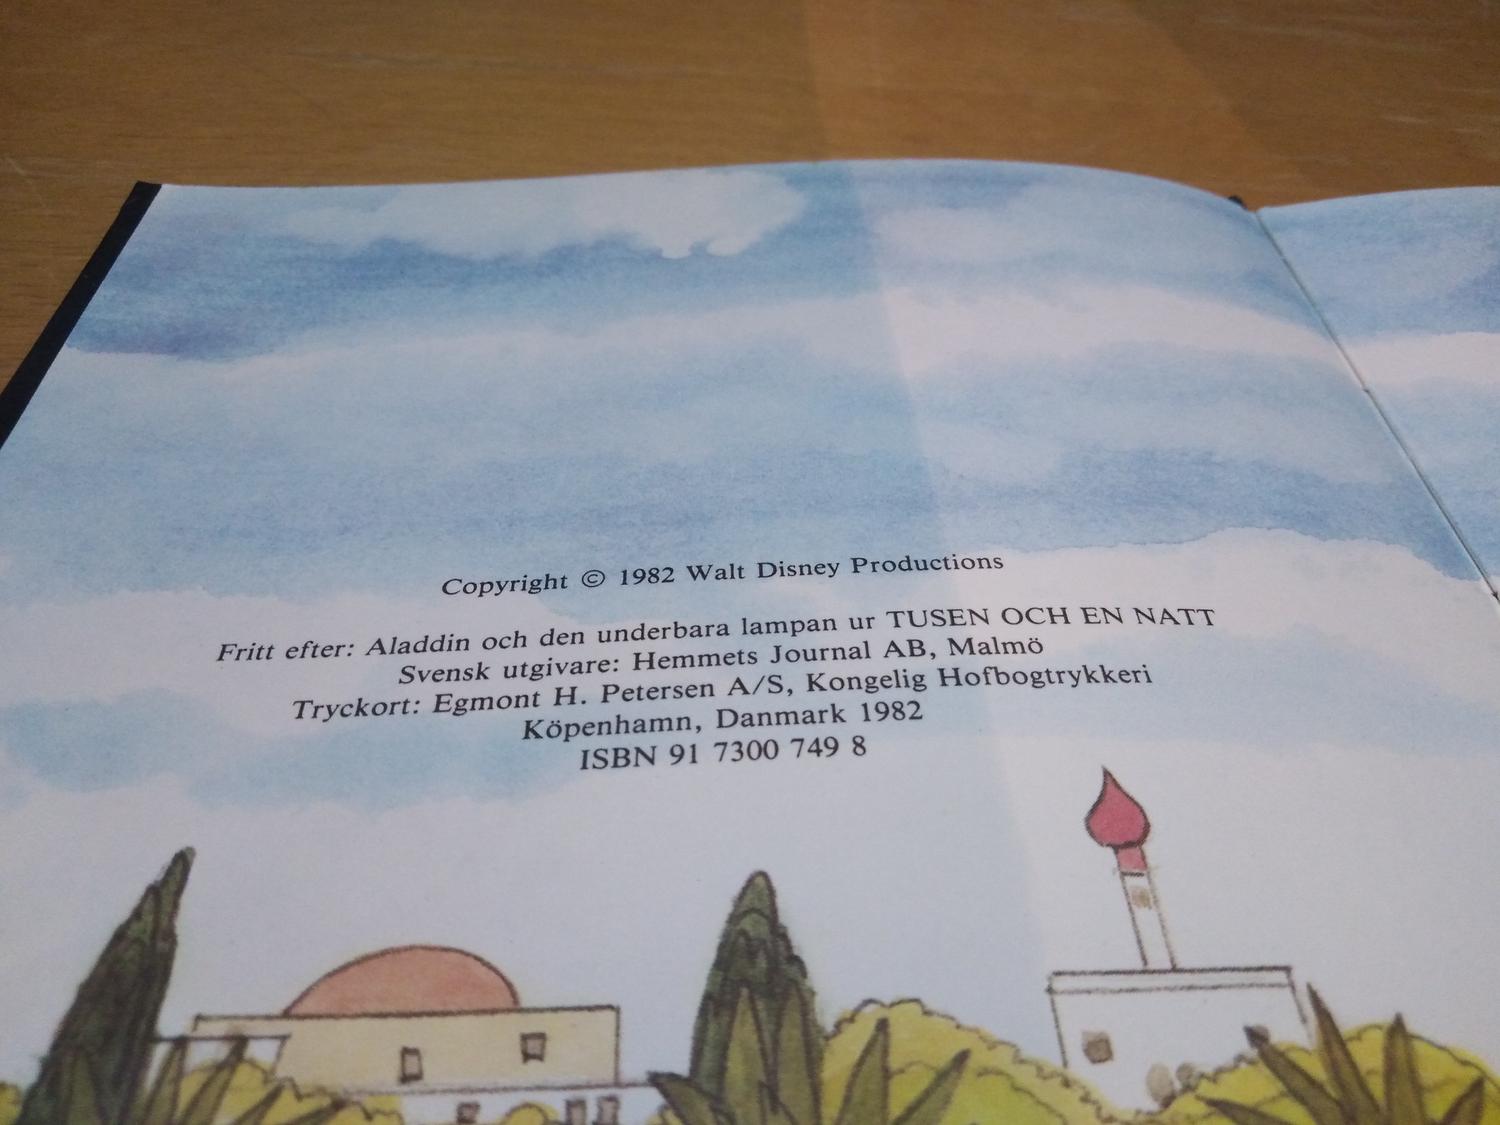 Copyright © 1982 Walt Disney Productions
Fritt efter: Aladdin och den underbara lampan ur TUSEN OCH EN NATT
Svensk utgivare: Hemmets Journal AB, Malmö
Tryckort: Egmont H. Petersen A/S, Kongelig Hofbogtrykkeri
Köpenhamn, Danmark 1982
ISBN 91 7300 749 8